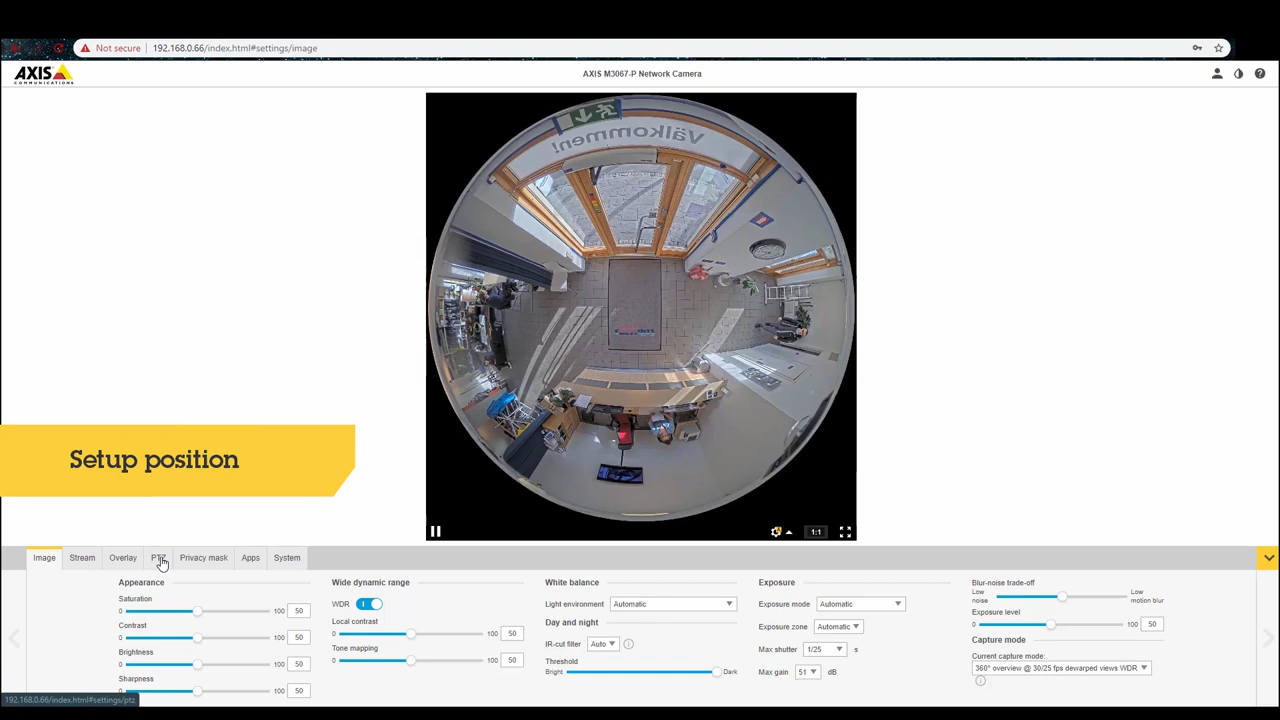 Not secure
192.168.0.66/index.html#settings/image
AXIS
COMMUNICATIONS
AXIS M3067-P Network Camera
Välkommen!
Setup position
1:1
Image
Stream
Overlay
PTZ
Privacy mask
Apps
System
Appearance
Saturation
0
100
50
Contrast
0
100
50
Brightness
0
100
50
Sharpness
0
100
50
Wide dynamic range
WDR
Local contrast
0
100
50
Tone mapping
0
100
50
White balance
Light environment
Automatic
Day and night
IR-cut filter
Auto
Threshold
Bright
Dark
Exposure
Exposure mode
Automatic
Exposure zone
Automatic
Max shutter
1/25
s
Max gain
51
dB
Blur-noise trade-off
Low noise
Low motion blur
Exposure level
0
100
50
Capture mode
Current capture mode:
360° overview @ 30/25 fps dewarped views WDR
192.168.0.66/index.html#settings/ptz